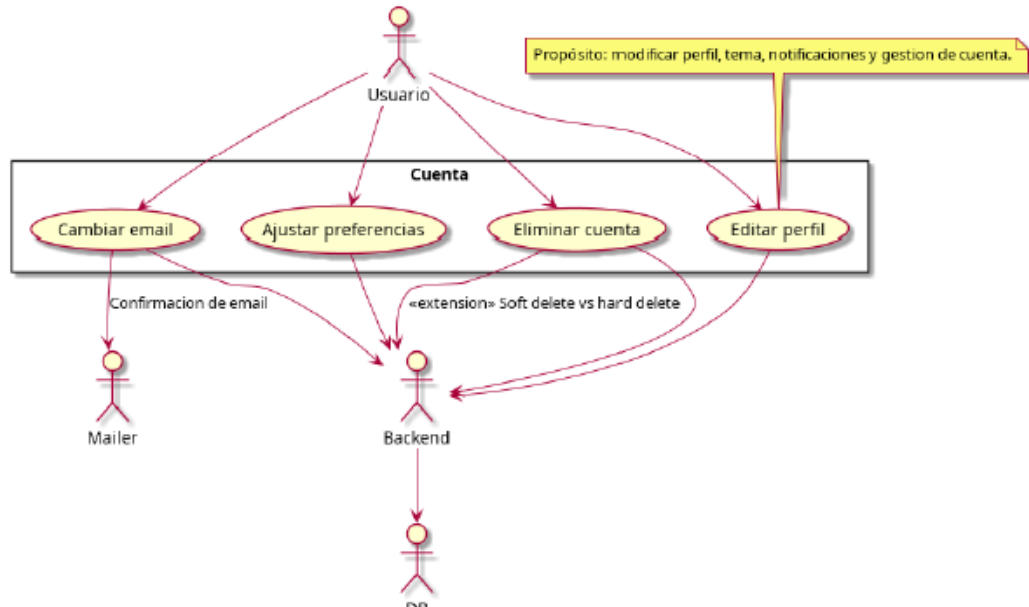 Propósito: modificar perfil, tema, notificaciones y gestion de cuenta.
Usuario
Cuenta
Cambiar email
Ajustar preferencias
Eliminar cuenta
Editar perfil
Confirmacion de email
«extension» Soft delete vs hard delete
Mailer
Backend